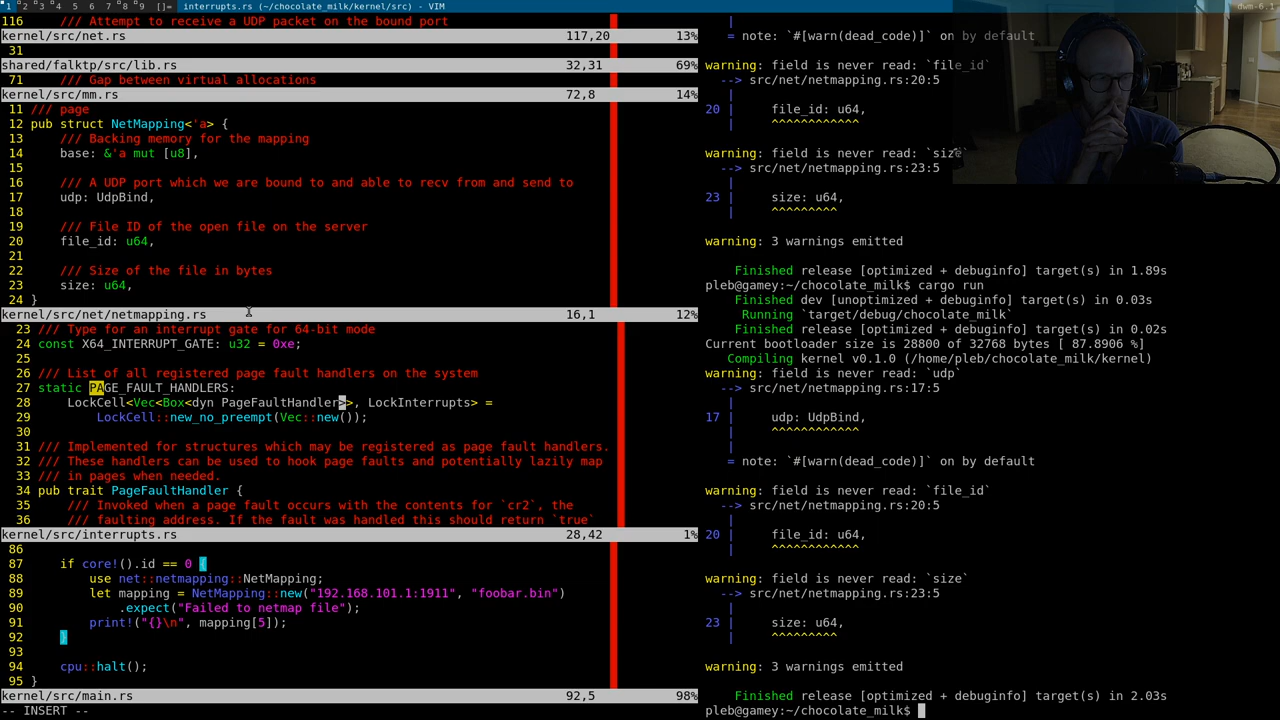 1 2 3 4 5 6 7 8 9 []= interrupts.rs (~/chocolate_milk/kernel/src) - VIM dwm-6.1
116     /// Attempt to receive a UDP packet on the bound port
kernel/src/net.rs 117,20 13%
31
shared/falktp/src/lib.rs 32,31 69%
71     /// Gap between virtual allocations
kernel/src/mm.rs 72,8 14%
11 /// page
12 pub struct NetMapping<'a> {
13     /// Backing memory for the mapping
14     base: &'a mut [u8],
15
16     /// A UDP port which we are bound to and able to recv from and send to
17     udp: UdpBind,
18
19     /// File ID of the open file on the server
20     file_id: u64,
21
22     /// Size of the file in bytes
23     size: u64,
24 }
kernel/src/net/netmapping.rs 16,1 12%
23 /// Type for an interrupt gate for 64-bit mode
24 const X64_INTERRUPT_GATE: u32 = 0xe;
25
26 /// List of all registered page fault handlers on the system
27 static PAGE_FAULT_HANDLERS:
28     LockCell<Vec<Box<dyn PageFaultHandler>>, LockInterrupts> =
29         LockCell::new_no_preempt(Vec::new());
30
31 /// Implemented for structures which may be registered as page fault handlers.
32 /// These handlers can be used to hook page faults and potentially lazily map
33 /// in pages when needed.
34 pub trait PageFaultHandler {
35     /// Invoked when a page fault occurs with the contents for `cr2`, the
36     /// faulting address. If the fault was handled this should return `true`
kernel/src/interrupts.rs 28,42 1%
86
87     if core!().id == 0 {
88         use net::netmapping::NetMapping;
89         let mapping = NetMapping::new("192.168.101.1:1911", "foobar.bin")
90             .expect("Failed to netmap file");
91         print!("{}\n", mapping[5]);
92     }
93
94     cpu::halt();
95 }
kernel/src/main.rs 92,5 98%
-- INSERT --
   |
   = note: `#[warn(dead_code)]` on by default
warning: field is never read: `file_id`
  --> src/net/netmapping.rs:20:5
   |
20 |     file_id: u64,
   |     ^^^^^^^^^^^^
warning: field is never read: `size`
  --> src/net/netmapping.rs:23:5
   |
23 |     size: u64,
   |     ^^^^^^^^^
warning: 3 warnings emitted
    Finished release [optimized + debuginfo] target(s) in 1.89s
pleb@gamey:~/chocolate_milk$ cargo run
    Finished dev [unoptimized + debuginfo] target(s) in 0.03s
     Running `target/debug/chocolate_milk`
    Finished release [optimized + debuginfo] target(s) in 0.02s
Current bootloader size is 28800 of 32768 bytes [ 87.8906 %]
   Compiling kernel v0.1.0 (/home/pleb/chocolate_milk/kernel)
warning: field is never read: `udp`
  --> src/net/netmapping.rs:17:5
   |
17 |     udp: UdpBind,
   |     ^^^^^^^^^^^^
   = note: `#[warn(dead_code)]` on by default
warning: field is never read: `file_id`
  --> src/net/netmapping.rs:20:5
   |
20 |     file_id: u64,
   |     ^^^^^^^^^^^^
warning: field is never read: `size`
  --> src/net/netmapping.rs:23:5
   |
23 |     size: u64,
   |     ^^^^^^^^^
warning: 3 warnings emitted
    Finished release [optimized + debuginfo] target(s) in 2.03s
pleb@gamey:~/chocolate_milk$